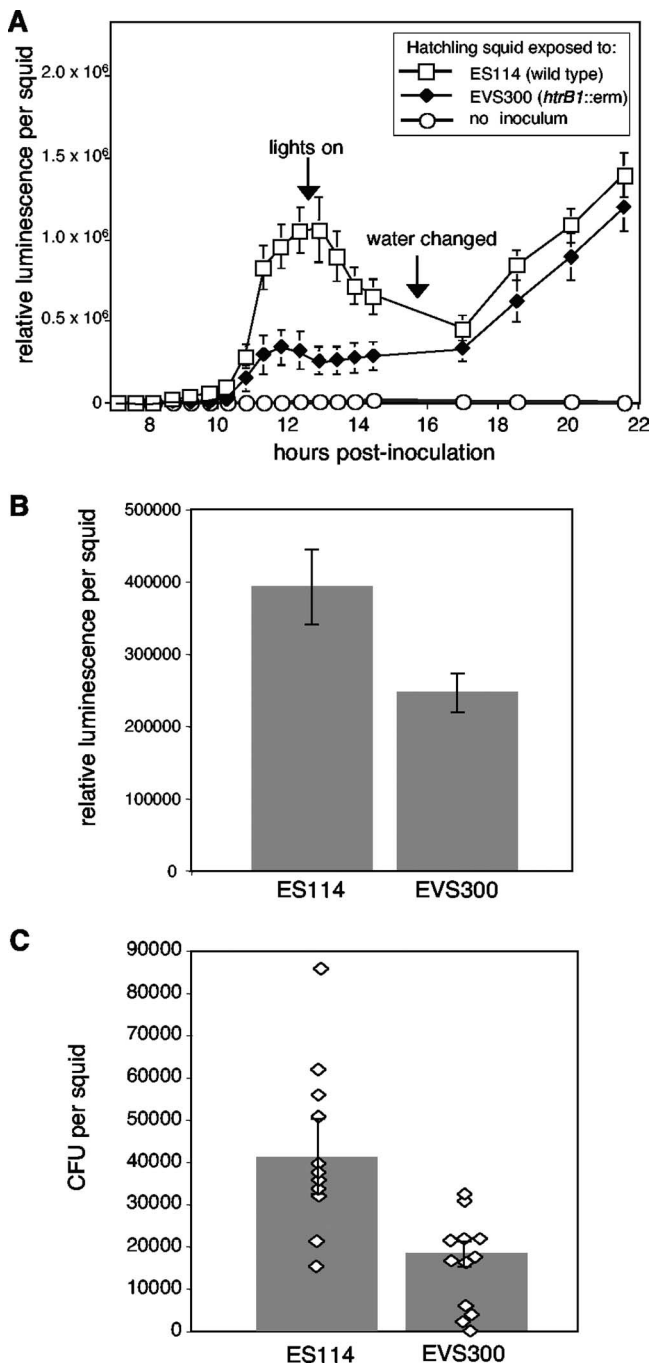 A
Hatchling squid exposed to:
ES114 (wild type)
EVS300 (htrB1::erm)
no inoculum
2.0 x 10⁶
1.5 x 10⁶
1.0 x 10⁶
0.5 x 10⁶
0
lights on
water changed
relative luminescence per squid
8 10 12 14 16 18 20 22
hours post-inoculation
B
500000
400000
300000
200000
100000
0
relative luminescence per squid
ES114 EVS300
C
90000
80000
70000
60000
50000
40000
30000
20000
10000
0
CFU per squid
ES114 EVS300